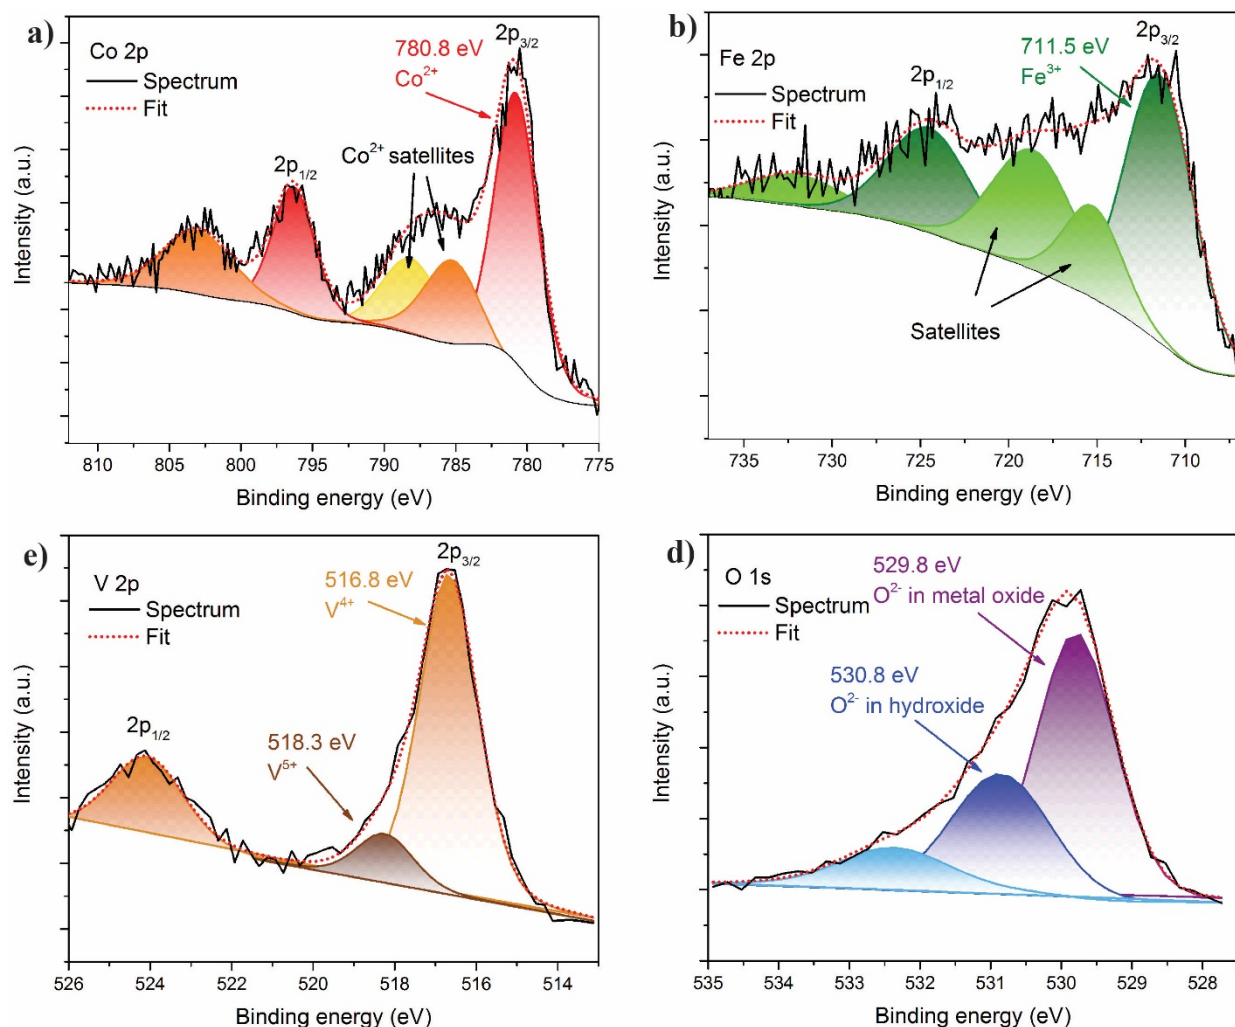 a)
Co 2p
Spectrum
Fit
780.8 eV
Co²⁺
2p₃/₂
2p₁/₂
Co²⁺ satellites
Intensity (a.u.)
810 805 800 795 790 785 780 775
Binding energy (eV)
b)
Fe 2p
Spectrum
Fit
2p₁/₂
711.5 eV
Fe³⁺
2p₃/₂
Satellites
Intensity (a.u.)
735 730 725 720 715 710
Binding energy (eV)
e)
V 2p
Spectrum
Fit
516.8 eV
V⁴⁺
2p₃/₂
2p₁/₂
518.3 eV
V⁵⁺
Intensity (a.u.)
526 524 522 520 518 516 514
Binding energy (eV)
d)
O 1s
Spectrum
Fit
529.8 eV
O²⁻ in metal oxide
530.8 eV
O²⁻ in hydroxide
Intensity (a.u.)
535 534 533 532 531 530 529 528
Binding energy (eV)